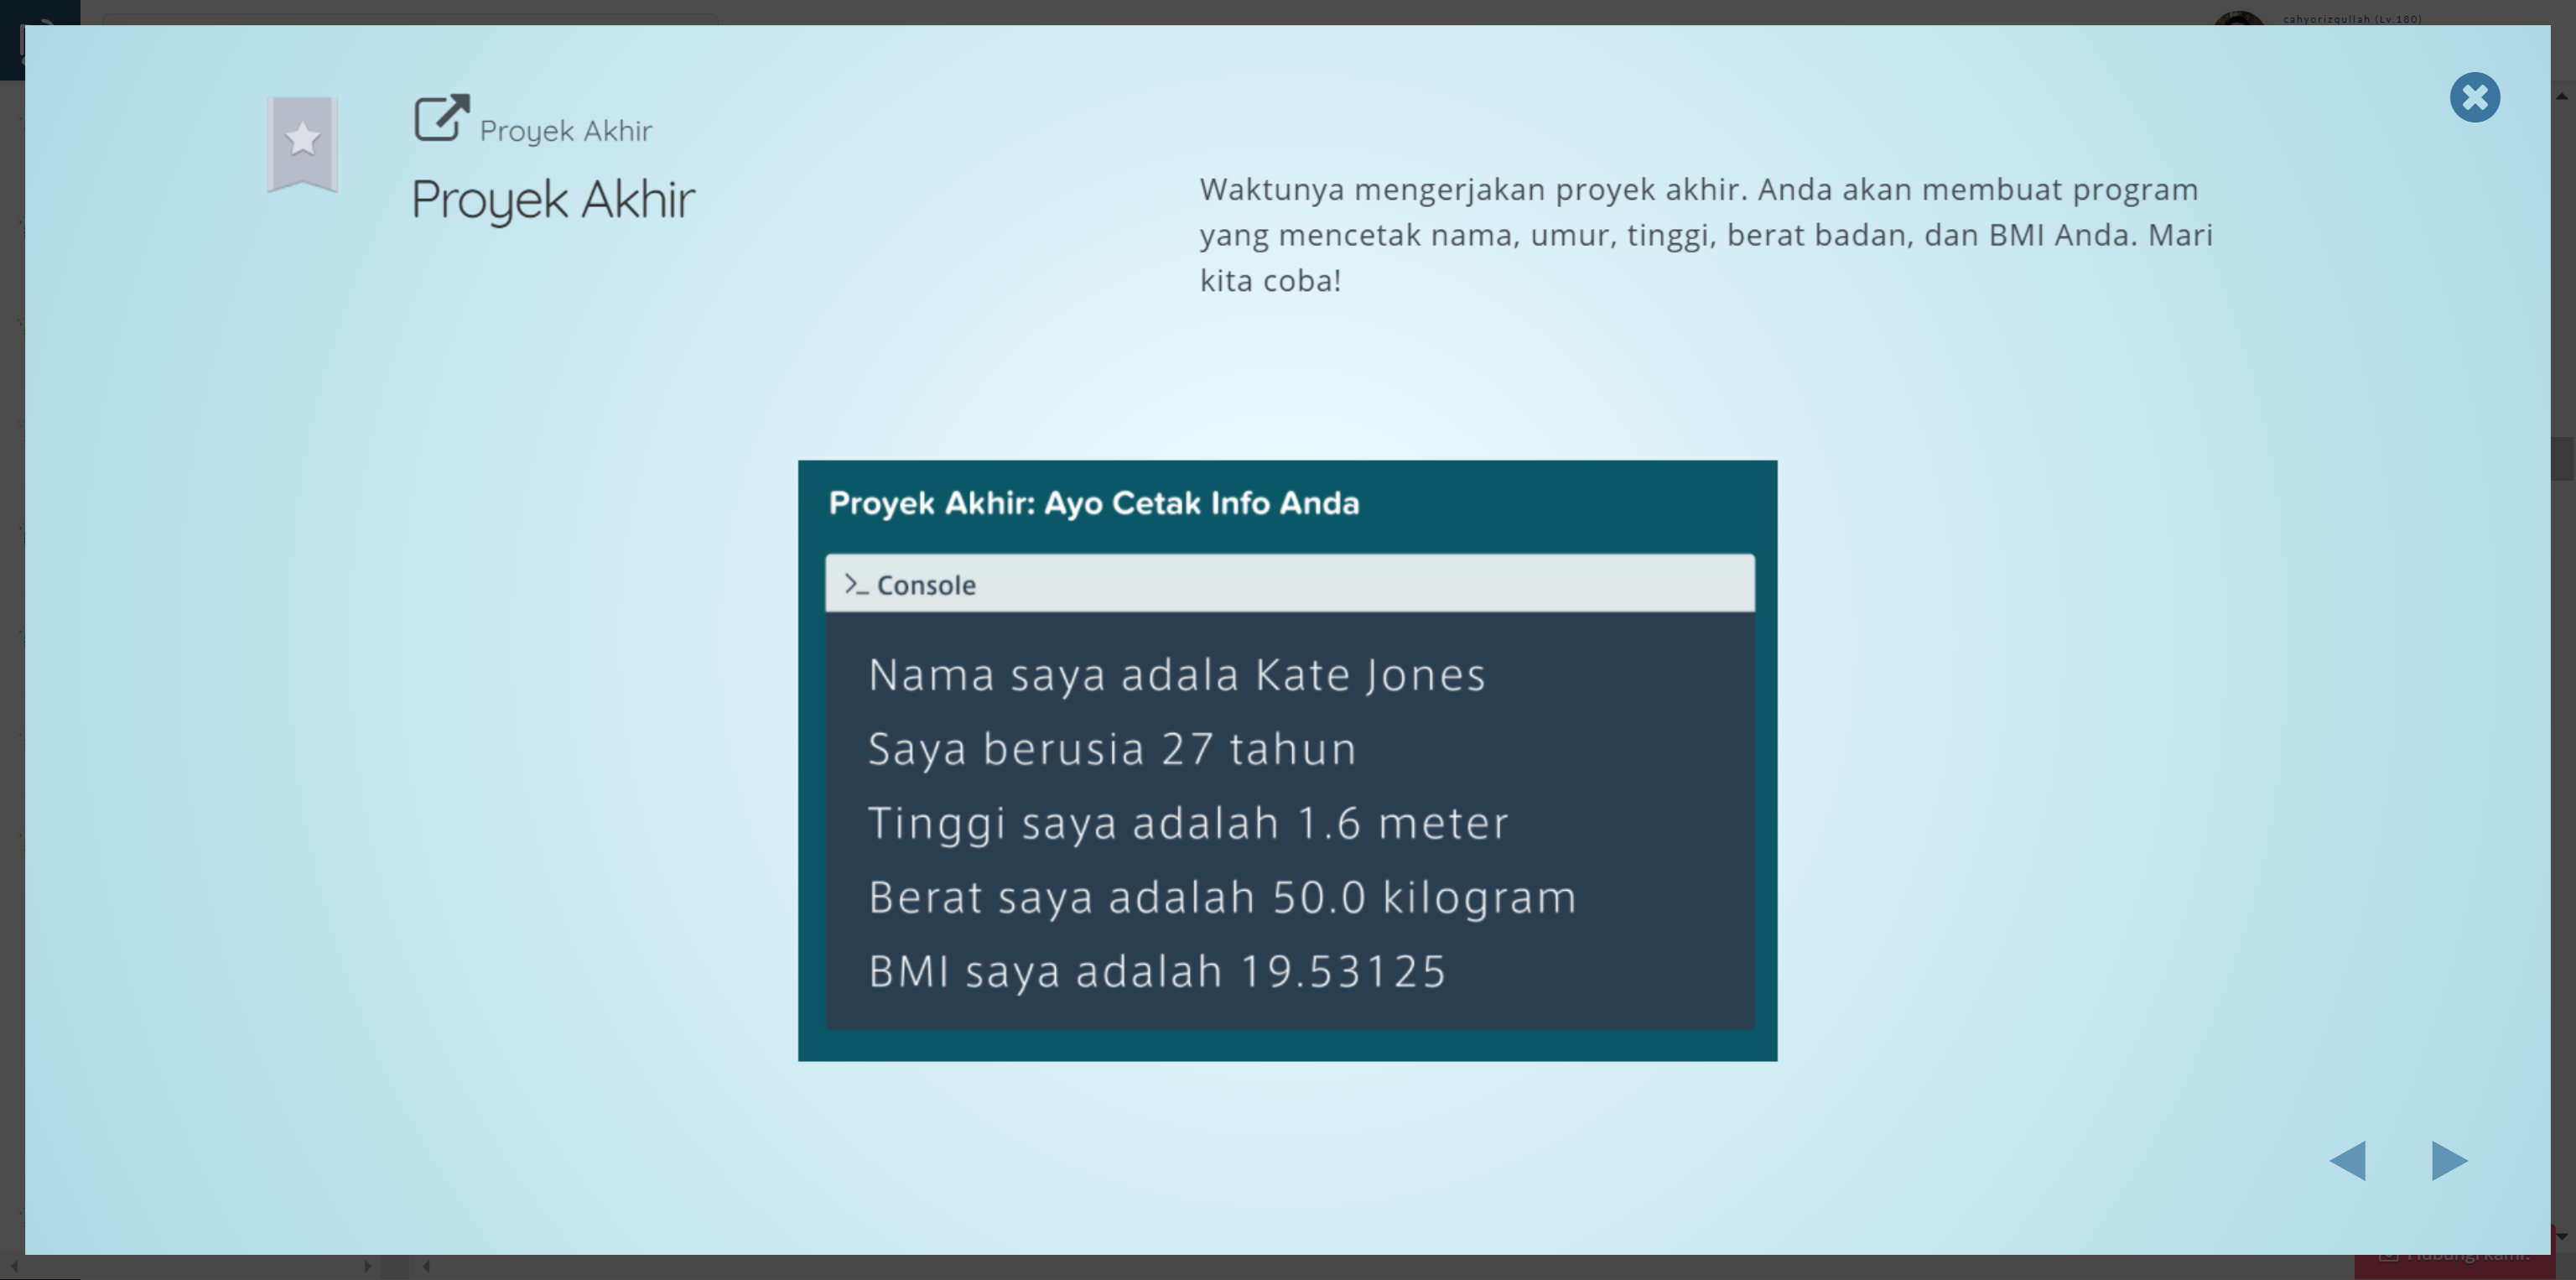 cahyorizqullah (Lv.180)
Proyek Akhir
Proyek Akhir
Waktunya mengerjakan proyek akhir. Anda akan membuat program
yang mencetak nama, umur, tinggi, berat badan, dan BMI Anda. Mari
kita coba!
Proyek Akhir: Ayo Cetak Info Anda
>_ Console
Nama saya adala Kate Jones
Saya berusia 27 tahun
Tinggi saya adalah 1.6 meter
Berat saya adalah 50.0 kilogram
BMI saya adalah 19.53125
Hubungi kami.